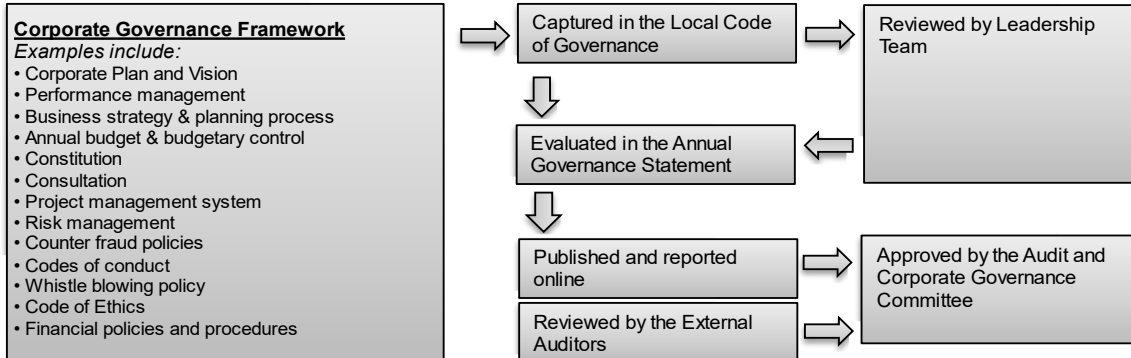 Corporate Governance Framework
Examples include:
• Corporate Plan and Vision
• Performance management
• Business strategy & planning process
• Annual budget & budgetary control
• Constitution
• Consultation
• Project management system
• Risk management
• Counter fraud policies
• Codes of conduct
• Whistle blowing policy
• Code of Ethics
• Financial policies and procedures
Captured in the Local Code
of Governance
Reviewed by Leadership
Team
Evaluated in the Annual
Governance Statement
Published and reported
online
Approved by the Audit and
Corporate Governance
Committee
Reviewed by the External
Auditors